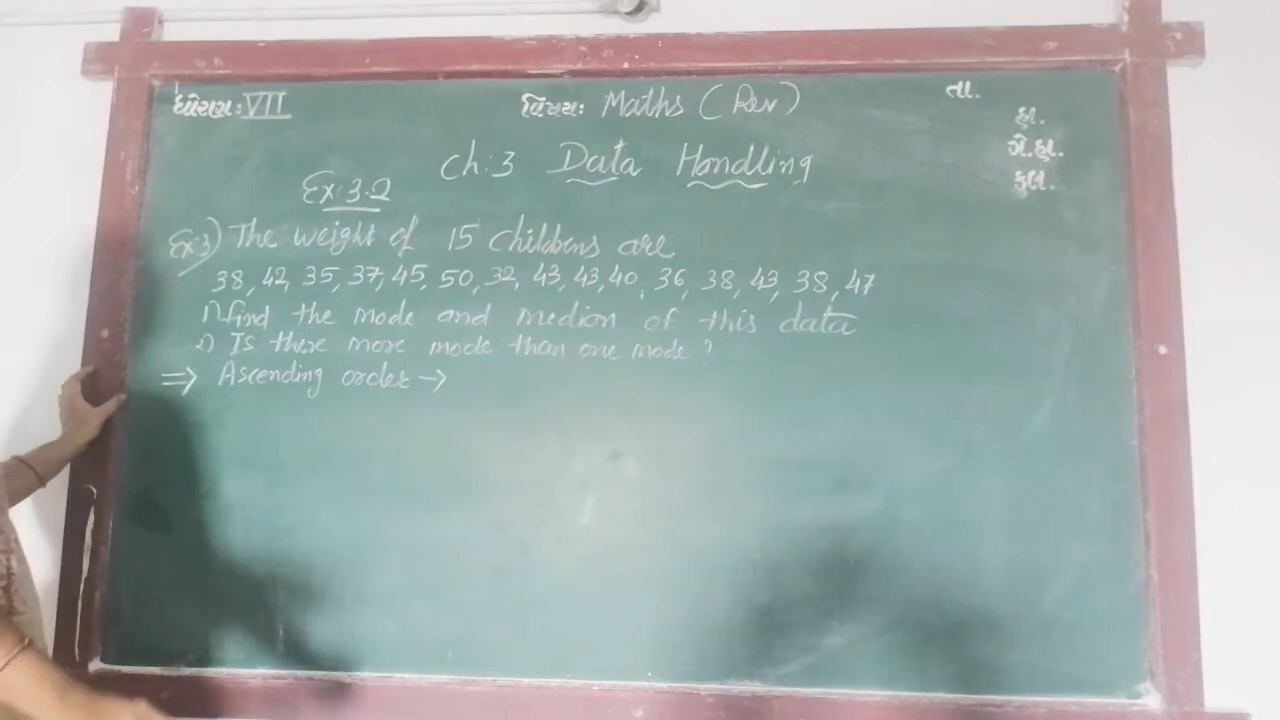 ધોરણ: VII
વિષય: Maths (Rev)
તા.
હા.
ગે.હા.
કુલ.
Ch:3 Data Handling
Ex:3.2
Ex:3) The weight of 15 childrens are
38, 42, 35, 37, 45, 50, 32, 43, 43, 40, 36, 38, 43, 38, 47
1) find the mode and median of this data
2) Is there more mode than one mode?
⇒ Ascending order →